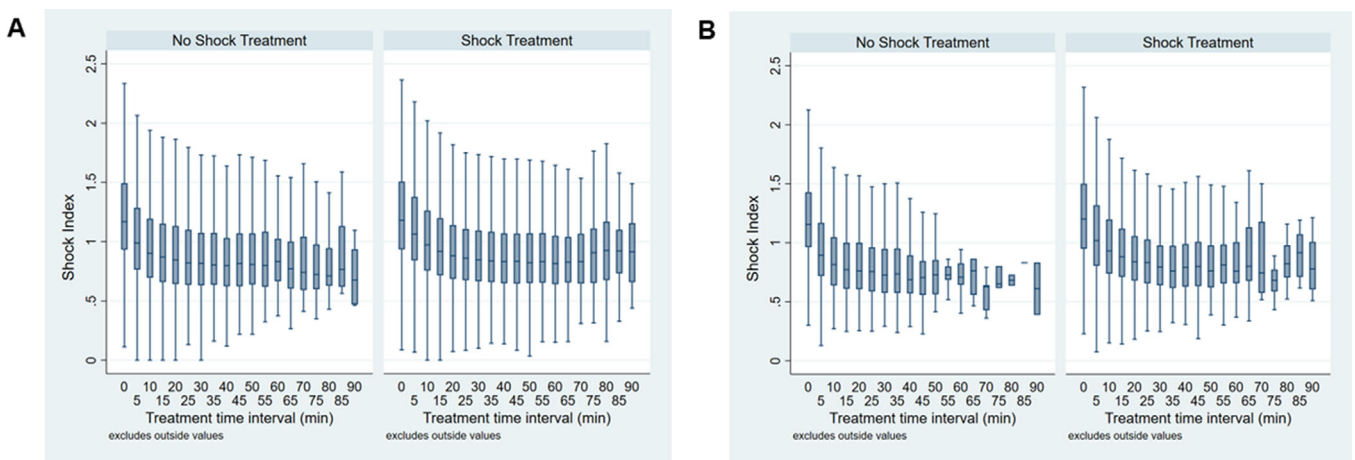 A
No Shock Treatment
Shock Treatment
Shock Index
2.5
2
1.5
1
.5
0
0 10 20 30 40 50 60 70 80 90
5 15 25 35 45 55 65 75 85
Treatment time interval (min)
excludes outside values
0 10 20 30 40 50 60 70 80 90
5 15 25 35 45 55 65 75 85
Treatment time interval (min)
excludes outside values
B
No Shock Treatment
Shock Treatment
Shock Index
2.5
2
1.5
1
.5
0
0 10 20 30 40 50 60 70 80 90
5 15 25 35 45 55 65 75 85
Treatment time interval (min)
excludes outside values
0 10 20 30 40 50 60 70 80 90
5 15 25 35 45 55 65 75 85
Treatment time interval (min)
excludes outside values